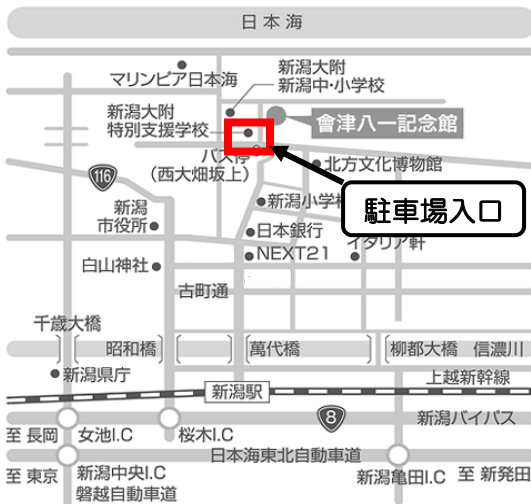 日本海
マリンピア日本海
新潟大附
新潟中・小学校
新潟大附
特別支援学校
會津八一記念館
バス停
(西大畑坂上)
北方文化博物館
116
新潟小学校
駐車場入口
新潟
市役所
日本銀行
イタリア軒
NEXT21
白山神社
古町通
千歳大橋
昭和橋
萬代橋
柳都大橋 信濃川
新潟県庁
上越新幹線
新潟駅
8
新潟バイパス
至 長岡
女池I.C
桜木I.C
日本海東北自動車道
至 東京
新潟中央I.C
新潟亀田I.C
至 新発田
磐越自動車道